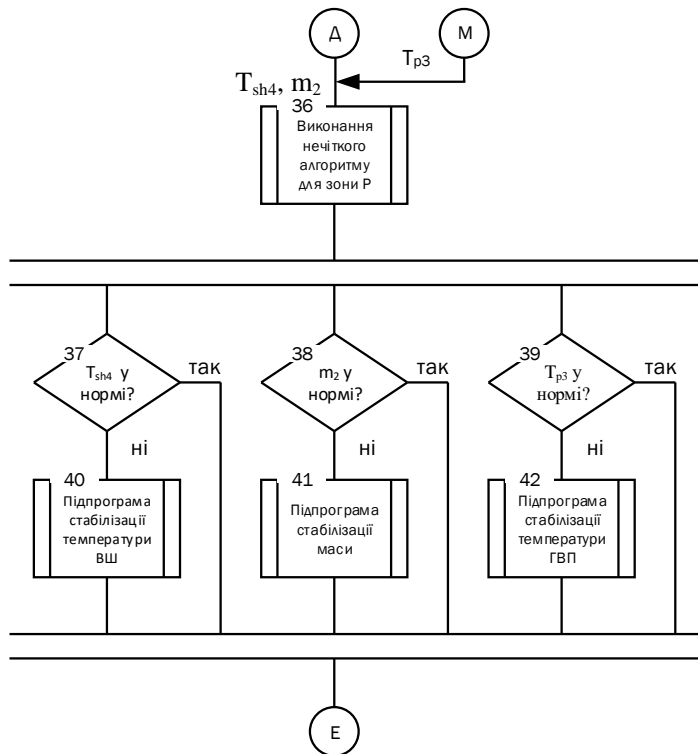 Д
М
Tр3
Tsh4, m2
36
Виконання
нечіткого
алгоритму
для зони Р
37
Tsh4 у
нормі?
так
ні
38
m2 у
нормі?
так
ні
39
Tр3 у
нормі?
так
ні
40
Підпрограма
стабілізації
температури
ВШ
41
Підпрограма
стабілізації
маси
42
Підпрограма
стабілізації
температури
ГВП
Е